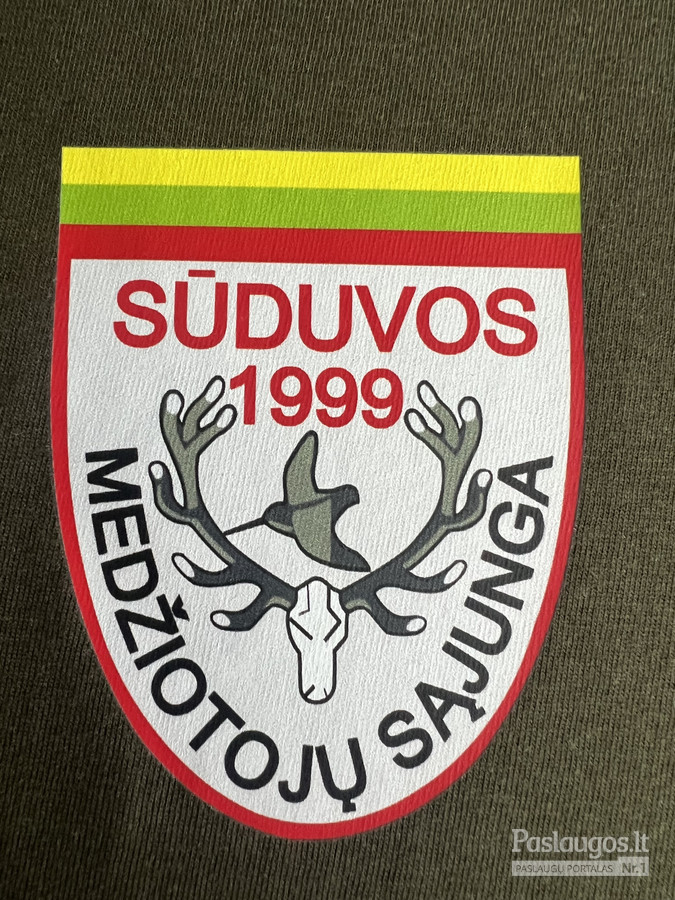 SŪDUVOS
1999
MEDŽIOTOJŲ SĄJUNGA
Paslaugos.lt
PASLAUGŲ PORTALAS Nr.1